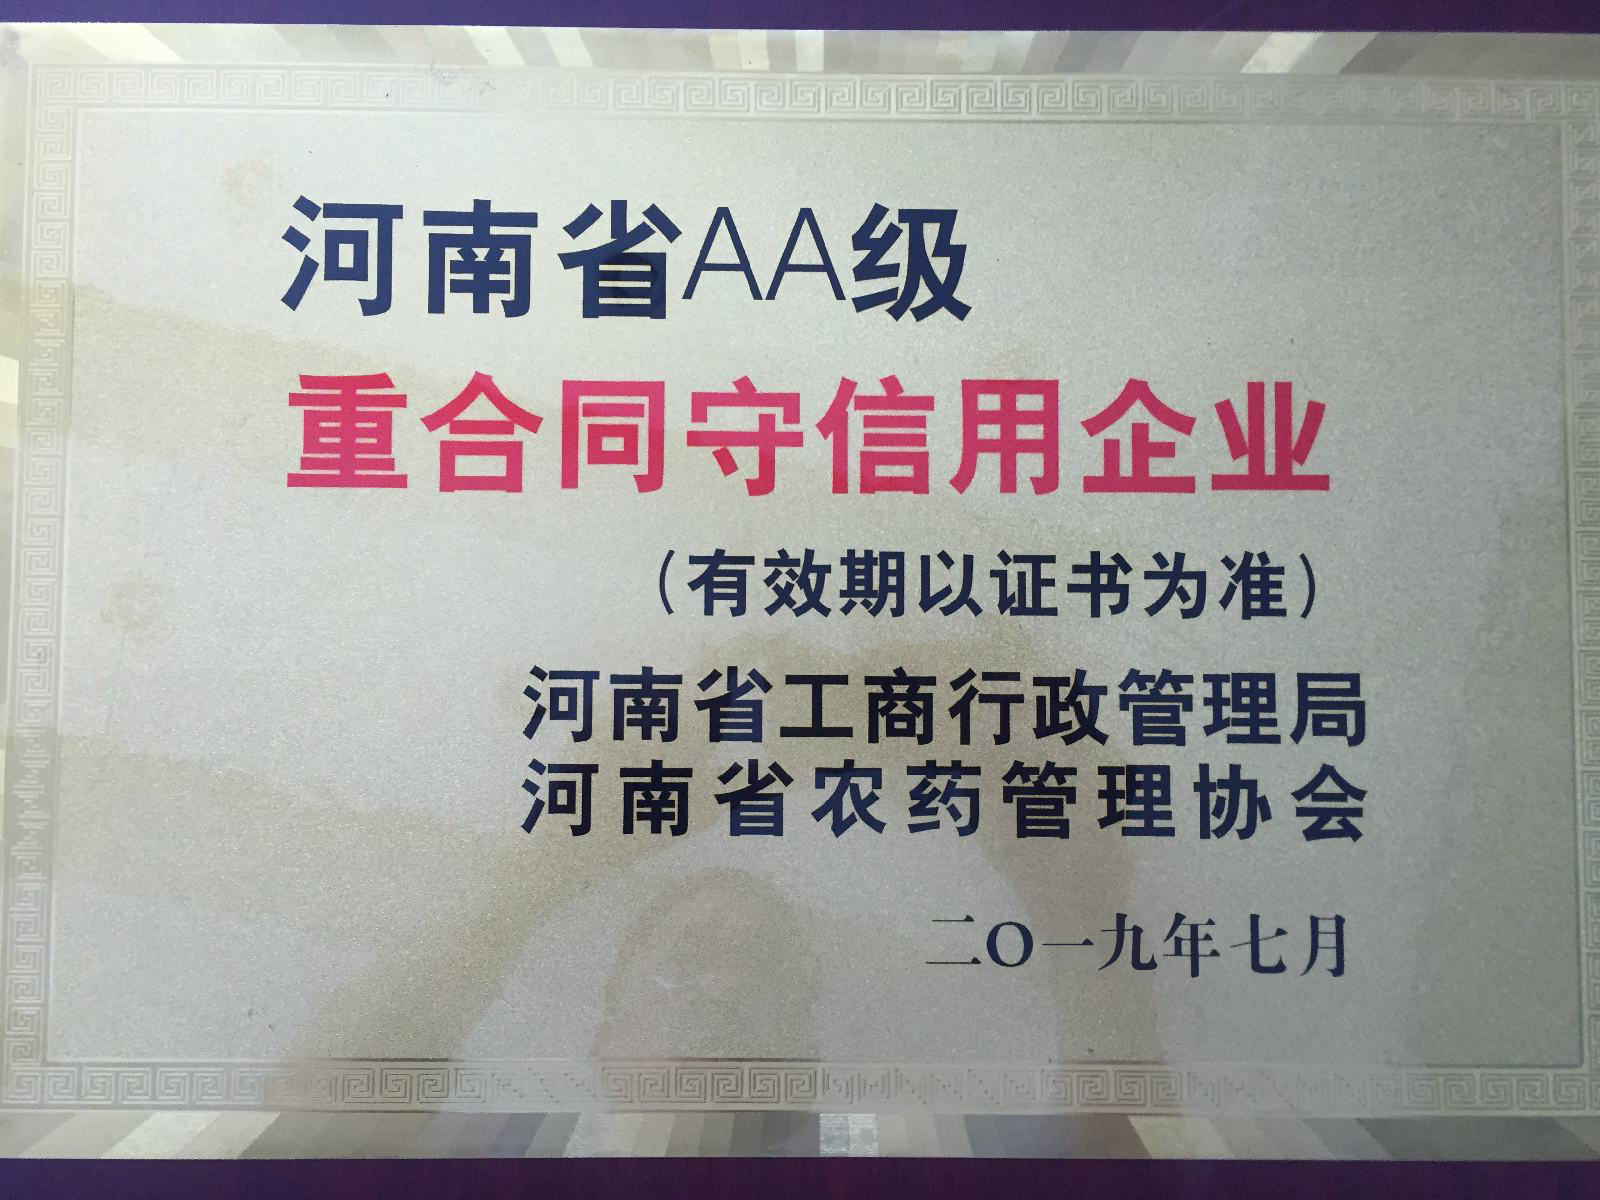 河南省AA级
重合同守信用企业
（有效期以证书为准）
河南省工商行政管理局
河南省农药管理协会
二〇一九年七月